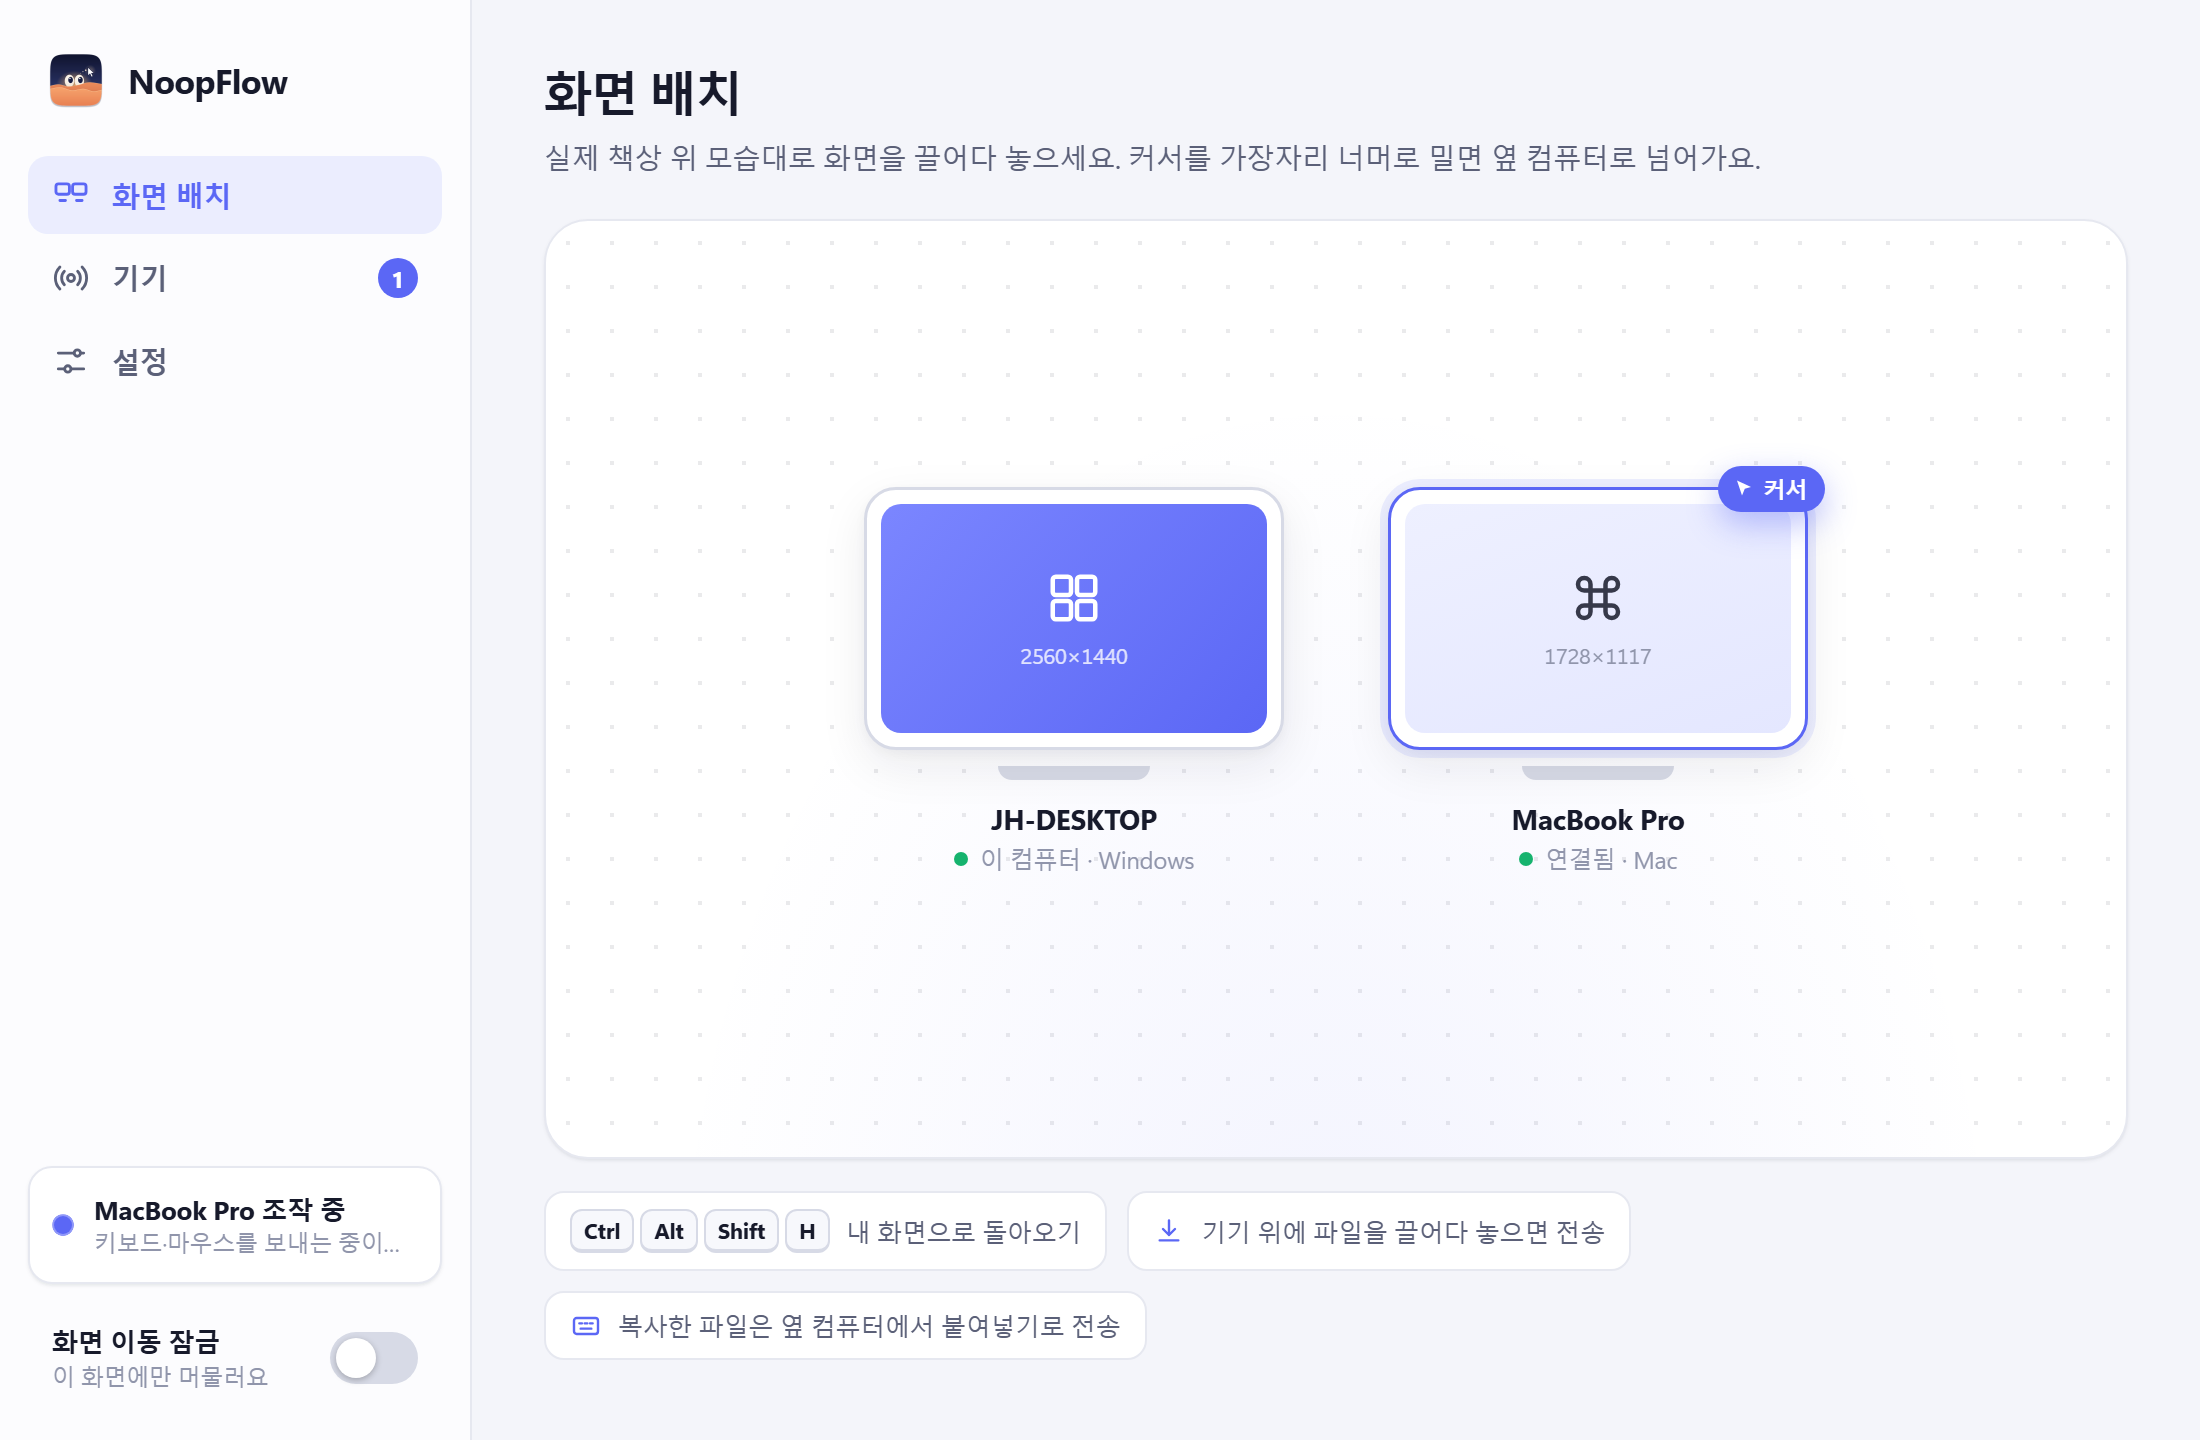 NoopFlow
화면 배치
기기
1
설정
MacBook Pro 조작 중
키보드·마우스를 보내는 중이...
화면 이동 잠금
이 화면에만 머물러요
화면 배치
실제 책상 위 모습대로 화면을 끌어다 놓으세요. 커서를 가장자리 너머로 밀면 옆 컴퓨터로 넘어가요.
커서
2560×1440
1728×1117
JH-DESKTOP
이 컴퓨터 · Windows
MacBook Pro
연결됨 · Mac
Ctrl Alt Shift H 내 화면으로 돌아오기
기기 위에 파일을 끌어다 놓으면 전송
복사한 파일은 옆 컴퓨터에서 붙여넣기로 전송